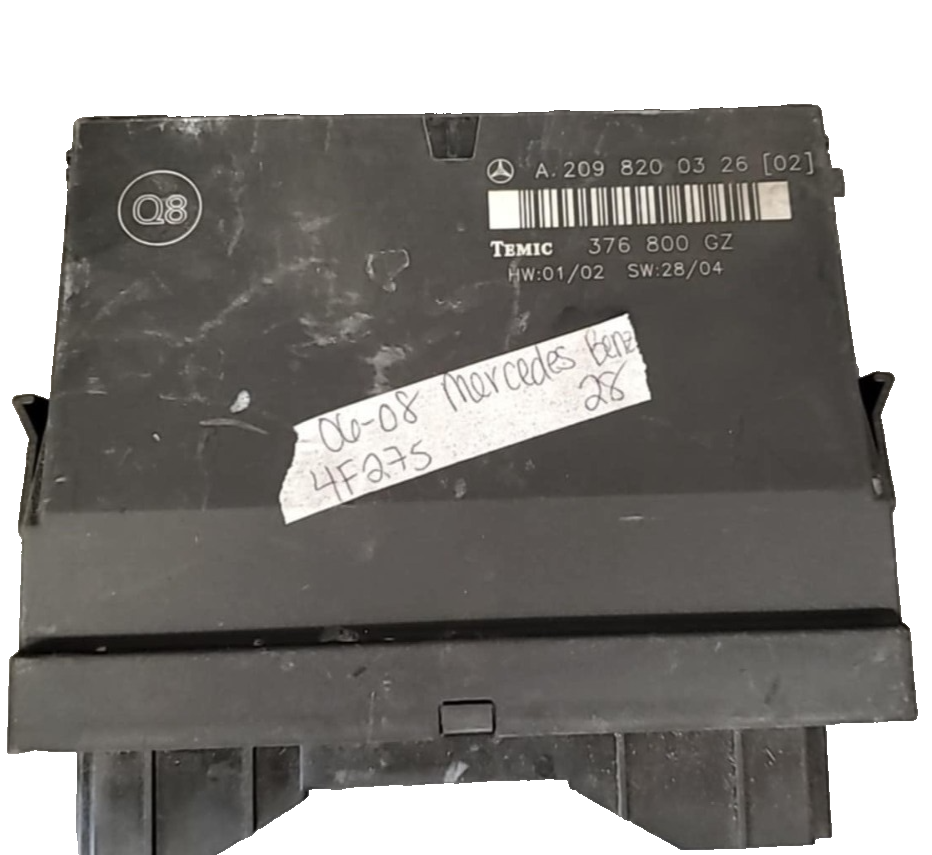 Q8
A. 209 820 03 26 [02]
TEMIC 376 800 GZ
HW:01/02 SW:28/04
06-08 Mercedes Benz
4F275 28